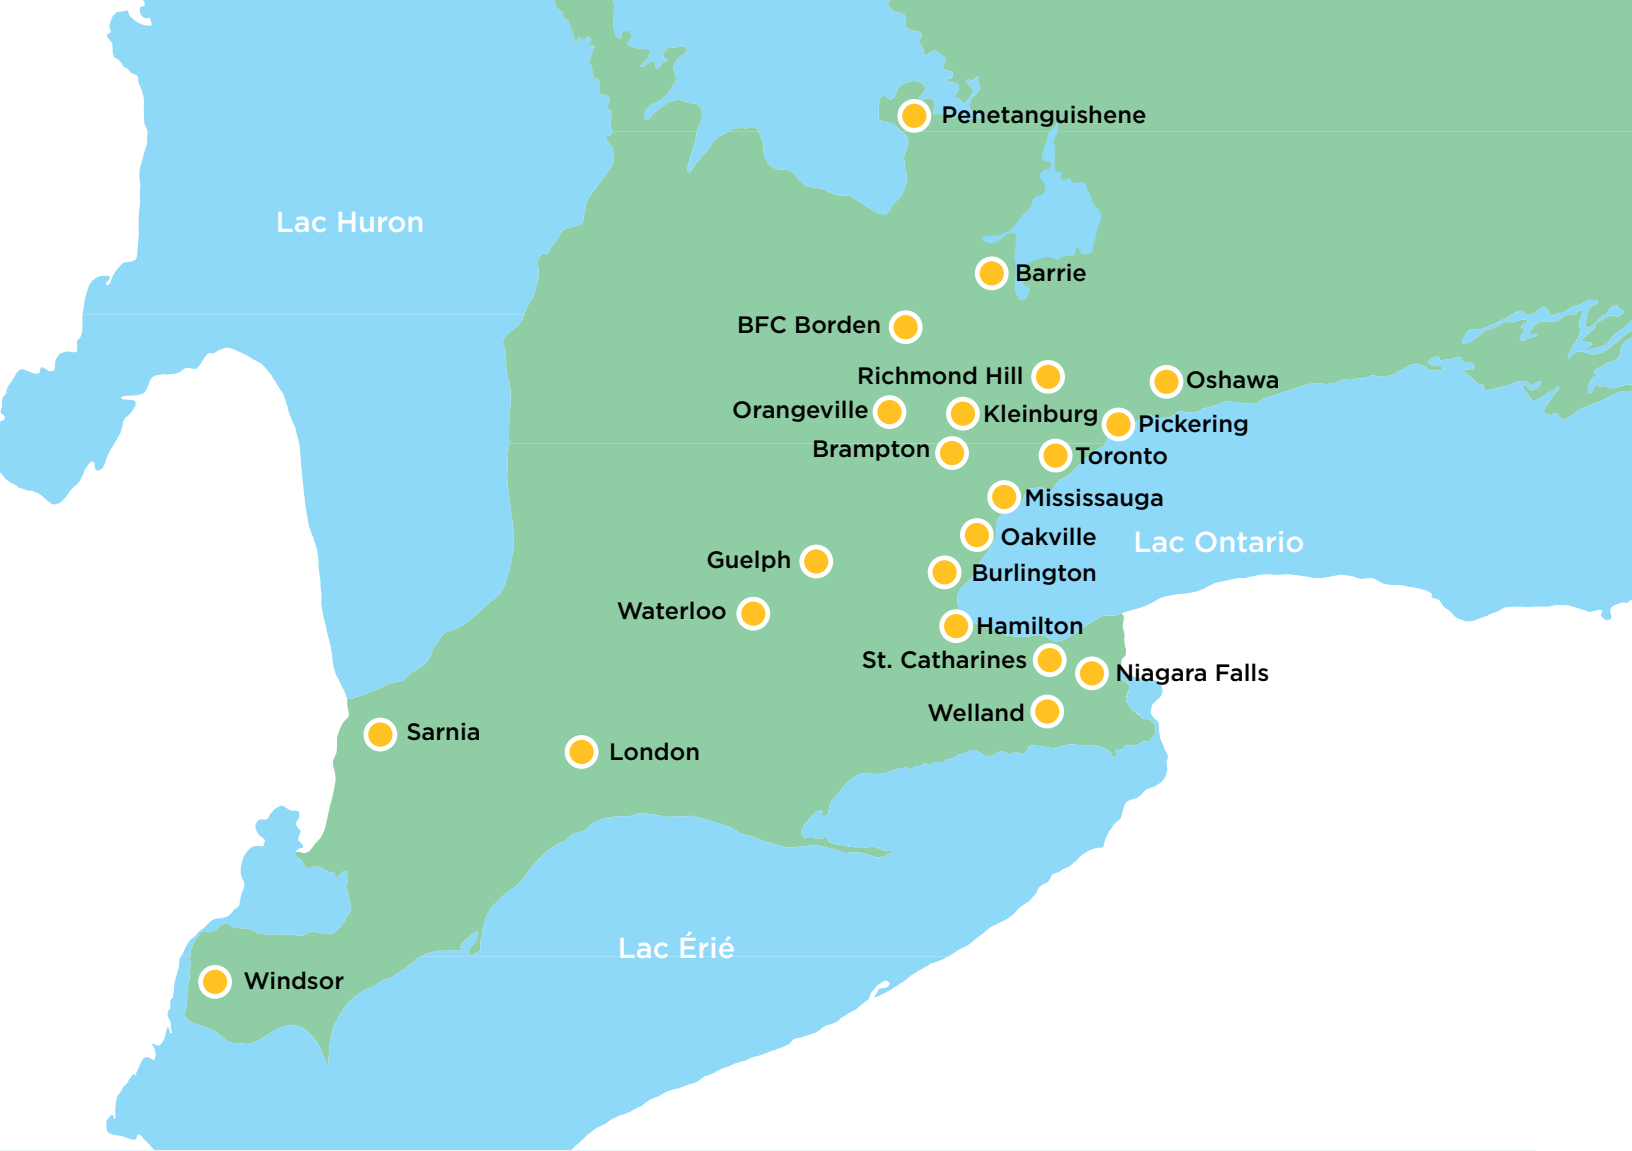 Penetanguishene
Lac Huron
Barrie
BFC Borden
Richmond Hill
Oshawa
Orangeville
Kleinburg
Pickering
Brampton
Toronto
Mississauga
Oakville
Lac Ontario
Guelph
Burlington
Waterloo
Hamilton
St. Catharines
Niagara Falls
Welland
Sarnia
London
Lac Érié
Windsor